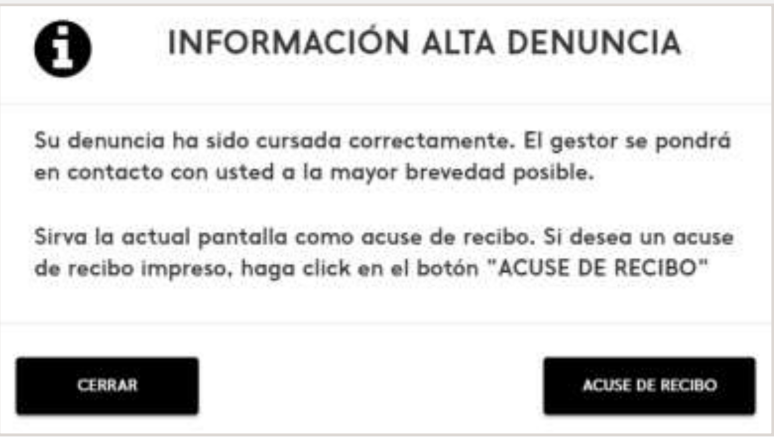 INFORMACIÓN ALTA DENUNCIA
Su denuncia ha sido cursada correctamente. El gestor se pondrá
en contacto con usted a la mayor brevedad posible.
Sirva la actual pantalla como acuse de recibo. Si desea un acuse
de recibo impreso, haga click en el botón "ACUSE DE RECIBO"
CERRAR
ACUSE DE RECIBO